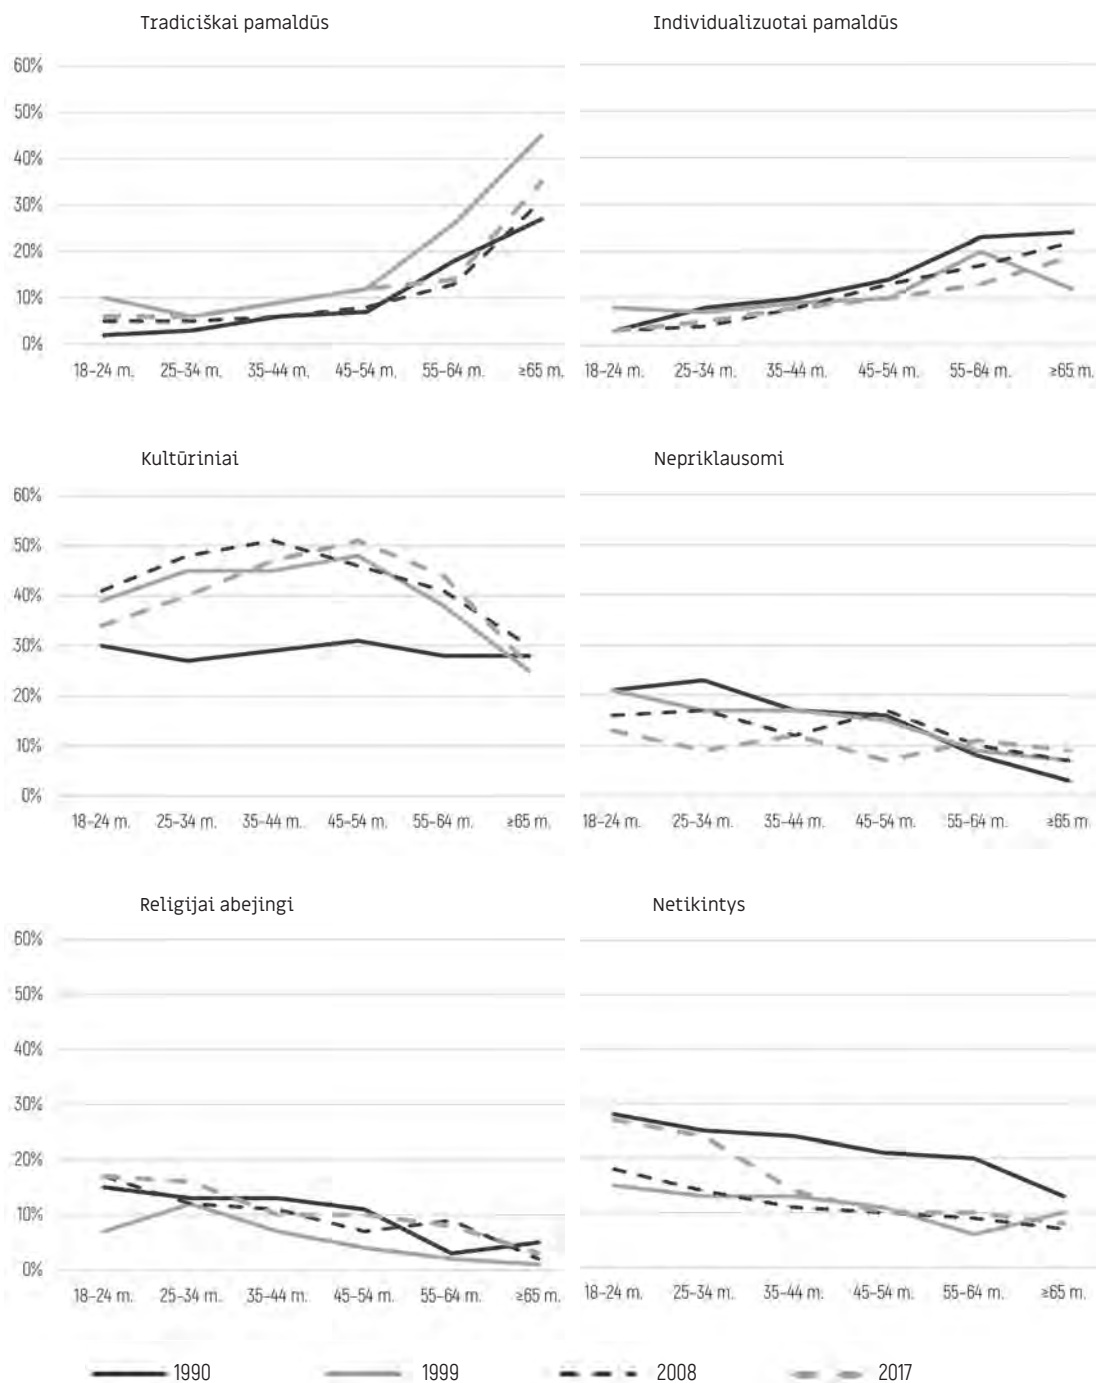 Tradiciškai pamaldūs
Individualizuotai pamaldūs
60%
50%
40%
30%
20%
10%
0%
18–24 m. 25–34 m. 35–44 m. 45–54 m. 55–64 m. ≥65 m.
18–24 m. 25–34 m. 35–44 m. 45–54 m. 55–64 m. ≥65 m.
Kultūriniai
Nepriklausomi
60%
50%
40%
30%
20%
10%
0%
18–24 m. 25–34 m. 35–44 m. 45–54 m. 55–64 m. ≥65 m.
18–24 m. 25–34 m. 35–44 m. 45–54 m. 55–64 m. ≥65 m.
Religijai abejingi
Netikintys
60%
50%
40%
30%
20%
10%
0%
18–24 m. 25–34 m. 35–44 m. 45–54 m. 55–64 m. ≥65 m.
18–24 m. 25–34 m. 35–44 m. 45–54 m. 55–64 m. ≥65 m.
1990 1999 2008 2017